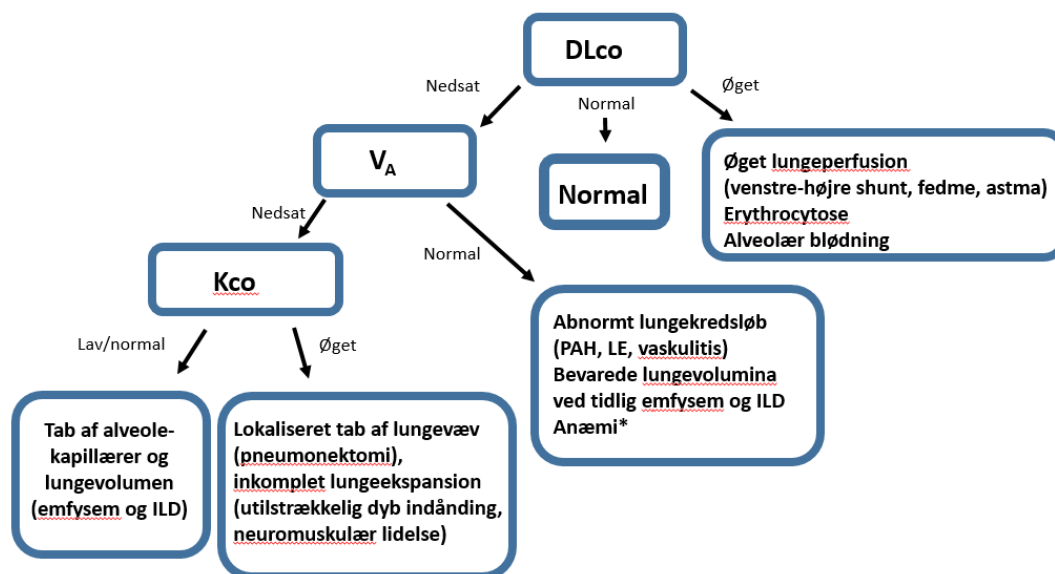 DLco
Nedsat
Normal
Øget
VA
Normal
Øget lungeperfusion
(venstre-højre shunt, fedme, astma)
Erythrocytose
Alveolær blødning
Nedsat
Normal
Kco
Abnormt lungekredsløb
(PAH, LE, vaskulitis)
Bevarede lungevolumina
ved tidlig emfysem og ILD
Anæmi*
Lav/normal
Øget
Tab af alveole-
kapillærer og
lungevolumen
(emfysem og ILD)
Lokaliseret tab af lungevæv
(pneumonektomi),
inkomplet lungeekspansion
(utilstrækkelig dyb indånding,
neuromuskulær lidelse)